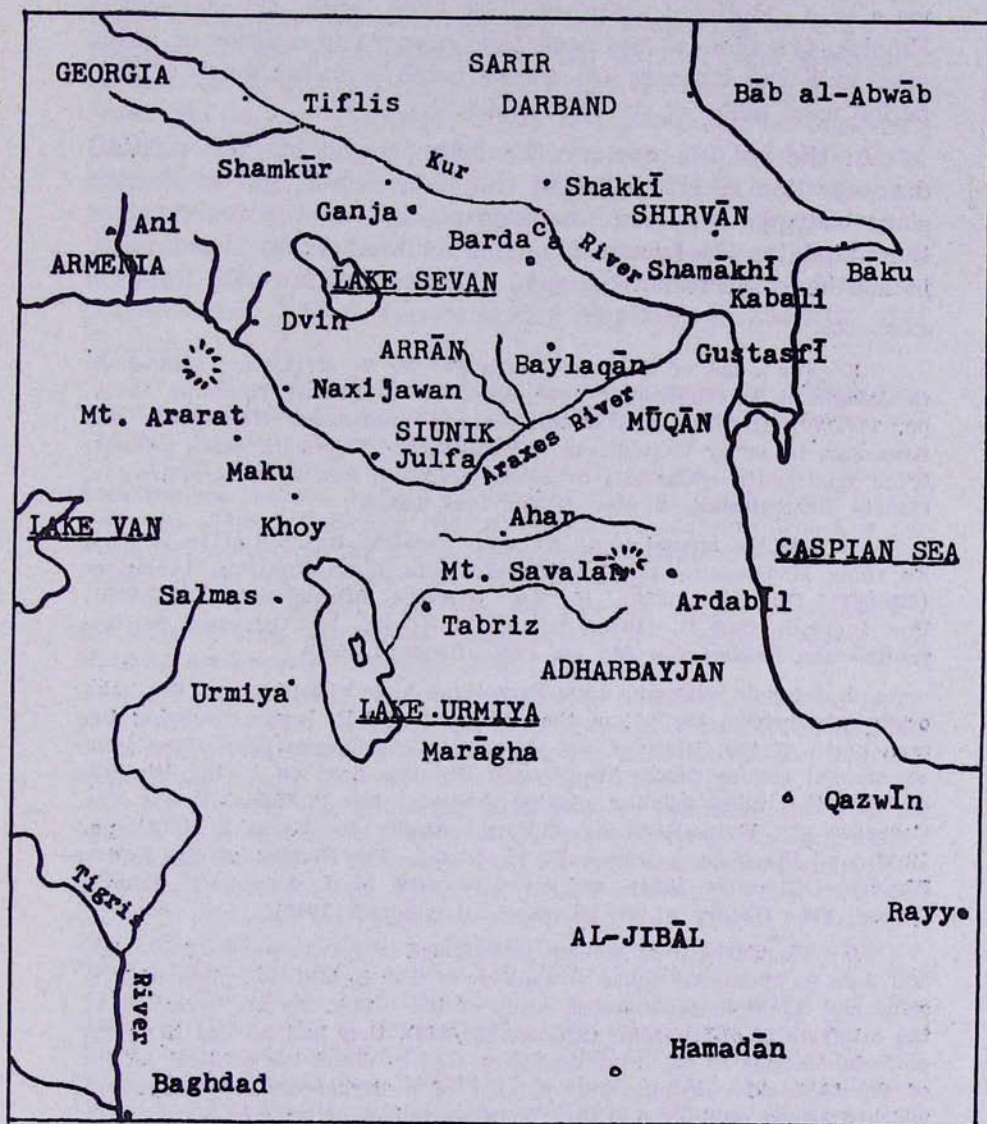 SARIR
GEORGIA
Tiflis
DARBAND
Bāb al-Abwāb
Shamkūr
Kur
River
Shakkī
Ganja
SHIRVĀN
Ani
Bardaca
Shamākhī
Bāku
ARMENIA
LAKE SEVAN
Kabali
Dvin
ARRĀN
Baylaqān
Gustasfī
Mt. Ararat
Naxijawan
SIUNIK
Araxes River
MŪQĀN
Julfa
Maku
LAKE VAN
Khoy
Ahar
CASPIAN SEA
Mt. Savalān
Salmas
Ardabīl
Tabriz
Urmiya
ADHARBAYJĀN
LAKE URMIYA
Marāgha
Qazwīn
Tigris
River
Rayy
AL-JIBĀL
Hamadān
Baghdad